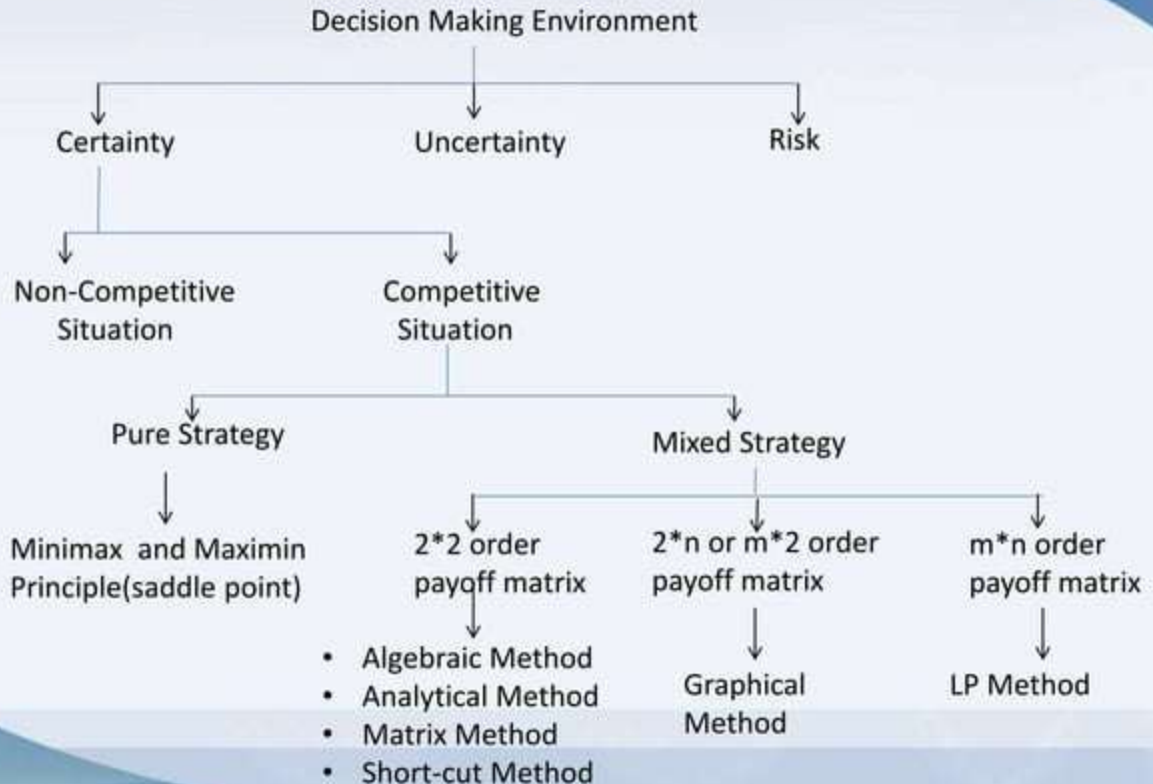 Decision Making Environment
Certainty
Uncertainty
Risk
Non-Competitive
Situation
Competitive
Situation
Pure Strategy
Mixed Strategy
Minimax and Maximin
Principle(saddle point)
2*2 order
payoff matrix
2*n or m*2 order
payoff matrix
m*n order
payoff matrix
• Algebraic Method
• Analytical Method
• Matrix Method
• Short-cut Method
Graphical
Method
LP Method